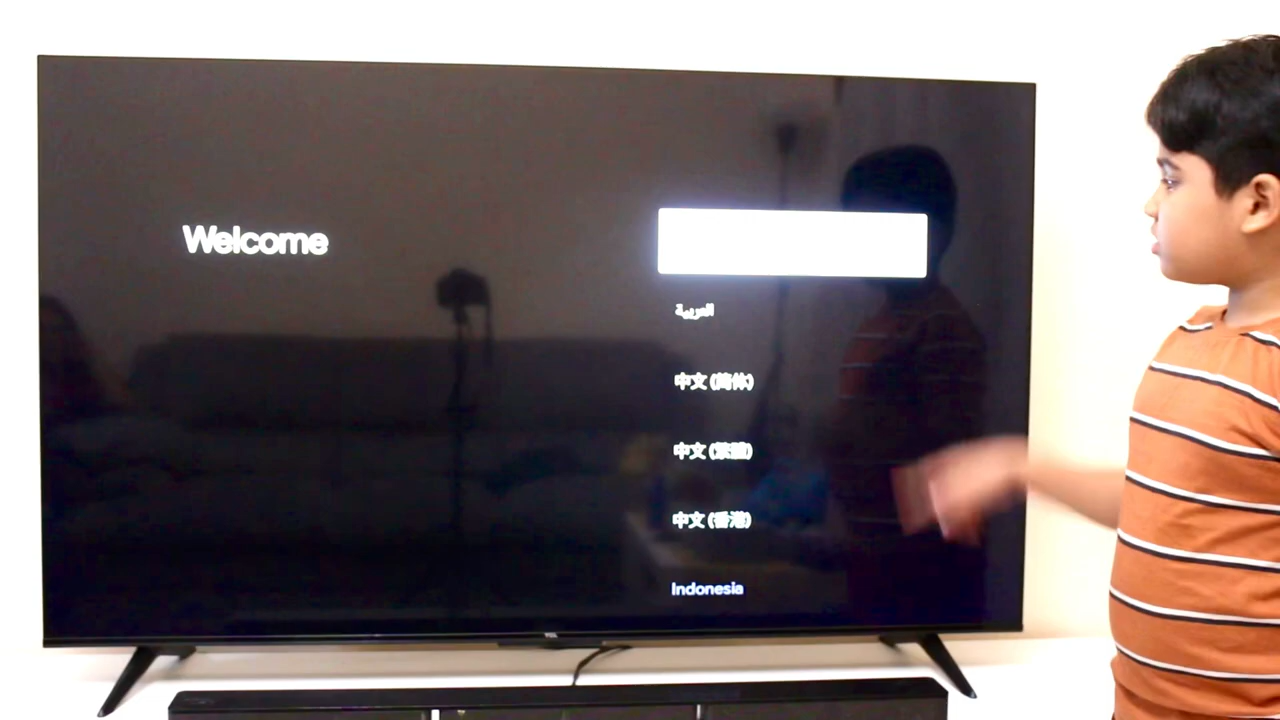 Welcome
العربية
中文 (简体)
中文 (繁體)
中文 (香港)
Indonesia